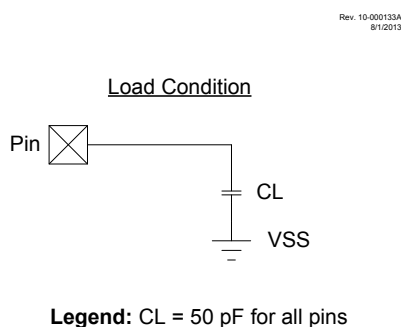 Rev. 10-000133A
8/1/2013
Load Condition
Pin
CL
VSS
Legend: CL = 50 pF for all pins